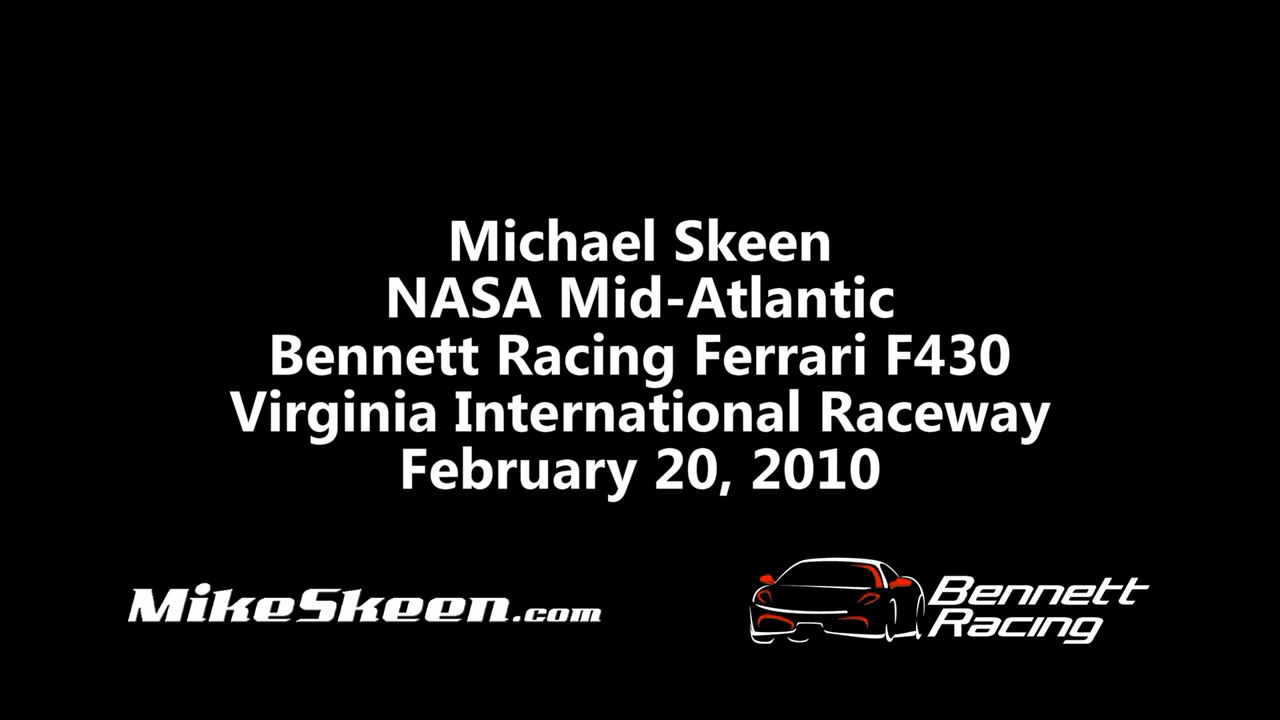 Michael Skeen
NASA Mid-Atlantic
Bennett Racing Ferrari F430
Virginia International Raceway
February 20, 2010
MikeSkeen.com
Bennett
Racing